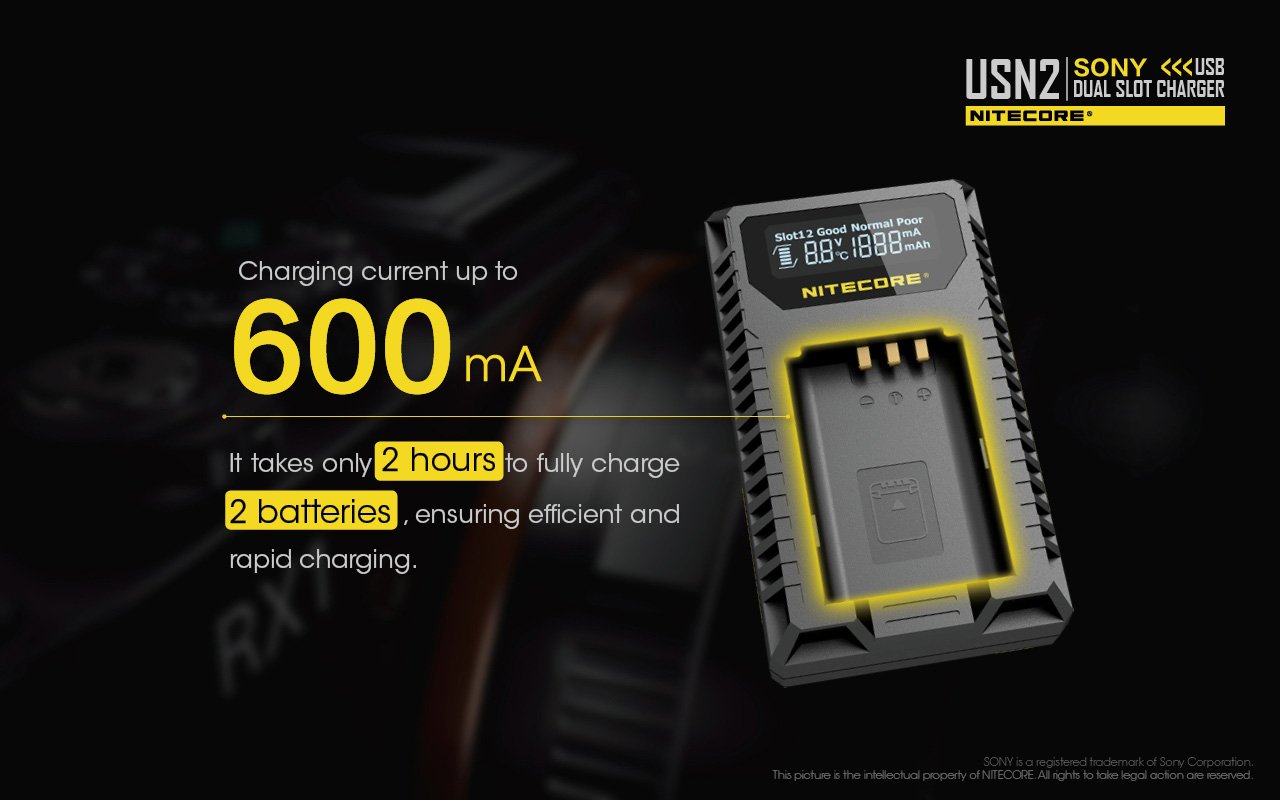 USN2 SONY <<<USB
DUAL SLOT CHARGER
NITECORE®
Slot12 Good Normal Poor
8.8 V °C 1888 mA mAh
NITECORE®
Charging current up to
600 mA
It takes only 2 hours to fully charge
2 batteries , ensuring efficient and
rapid charging.
RX1
SONY is a registered trademark of Sony Corporation.
This picture is the intellectual property of NITECORE. All rights to take legal action are reserved.